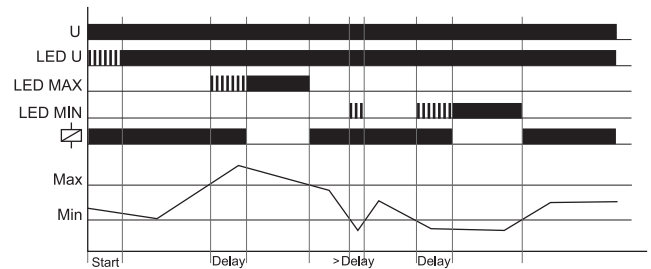 U
LED U
LED MAX
LED MIN
Max
Min
Start Delay >Delay Delay